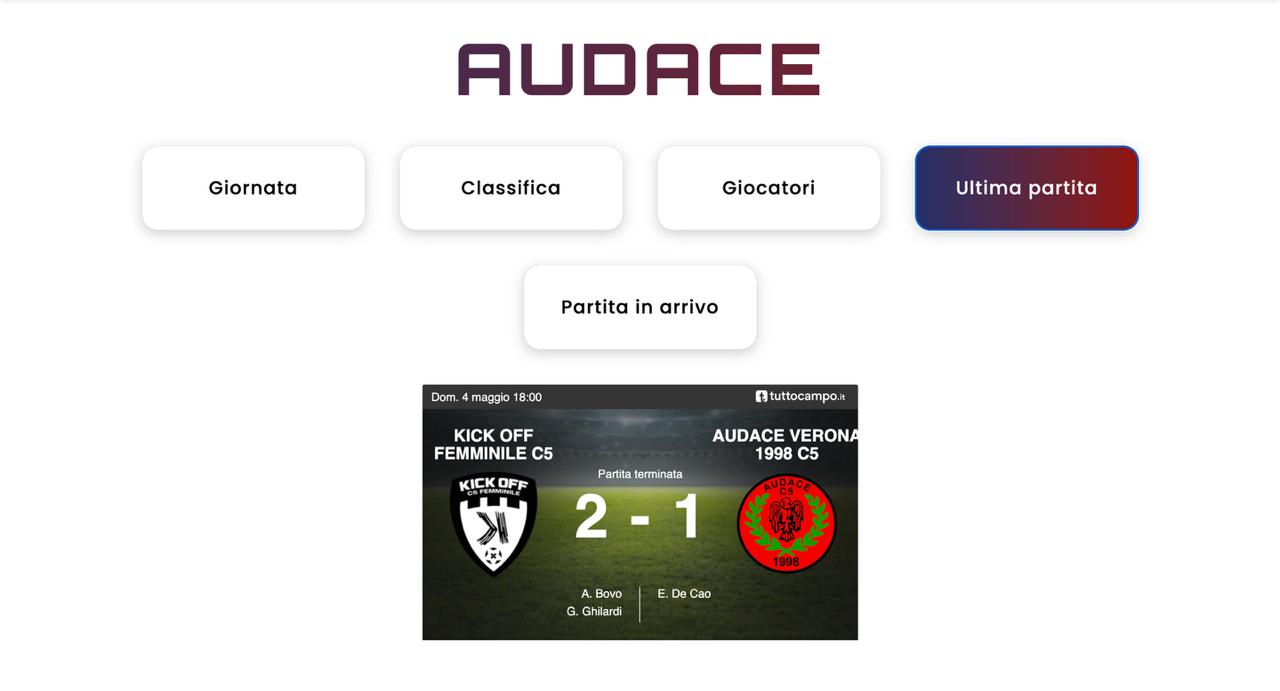 AUDACE
Giornata
Classifica
Giocatori
Ultima partita
Partita in arrivo
Dom. 4 maggio 18:00
tuttocampo.it
KICK OFF
FEMMINILE C5
AUDACE VERONA
1998 C5
Partita terminata
2 - 1
KICK OFF
C5 FEMMINILE
AUDACE
C5
1998
A. Bovo
G. Ghilardi
E. De Cao